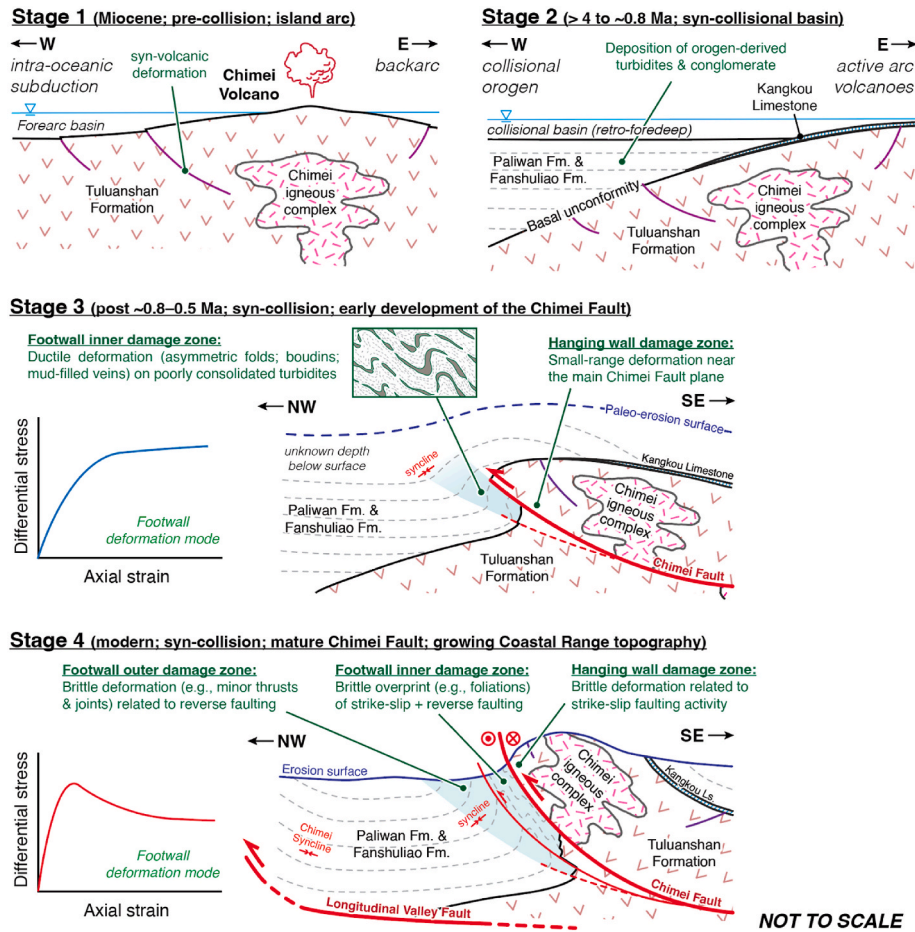 Stage 1 (Miocene; pre-collision; island arc)
W
E
intra-oceanic
subduction
syn-volcanic
deformation
Chimei
Volcano
backarc
Forearc basin
Tuluanshan
Formation
Chimei
igneous
complex
Stage 2 (> 4 to ~0.8 Ma; syn-collisional basin)
W
E
collisional
orogen
Deposition of orogen-derived
turbidites & conglomerate
active arc
volcanoes
Kangkou
Limestone
collisional basin (retro-foredeep)
Paliwan Fm. &
Fanshuliao Fm.
Basal unconformity
Chimei
igneous
complex
Tuluanshan
Formation
Stage 3 (post ~0.8–0.5 Ma; syn-collision; early development of the Chimei Fault)
Footwall inner damage zone:
Ductile deformation (asymmetric folds; boudins;
mud-filled veins) on poorly consolidated turbidites
Hanging wall damage zone:
Small-range deformation near
the main Chimei Fault plane
Differential stress
Axial strain
Footwall
deformation mode
NW
SE
Paleo-erosion surface
unknown depth
below surface
syncline
Kangkou Limestone
Paliwan Fm. &
Fanshuliao Fm.
Chimei
igneous
complex
Tuluanshan
Formation
Chimei Fault
Stage 4 (modern; syn-collision; mature Chimei Fault; growing Coastal Range topography)
Footwall outer damage zone:
Brittle deformation (e.g., minor thrusts
& joints) related to reverse faulting
Footwall inner damage zone:
Brittle overprint (e.g., foliations)
of strike-slip + reverse faulting
Hanging wall damage zone:
Brittle deformation related to
strike-slip faulting activity
Differential stress
Axial strain
Footwall
deformation mode
NW
SE
Erosion surface
Chimei
igneous
complex
Kangkou Ls.
syncline
Chimei
Syncline
Paliwan Fm. &
Fanshuliao Fm.
Tuluanshan
Formation
Chimei Fault
Longitudinal Valley Fault
NOT TO SCALE